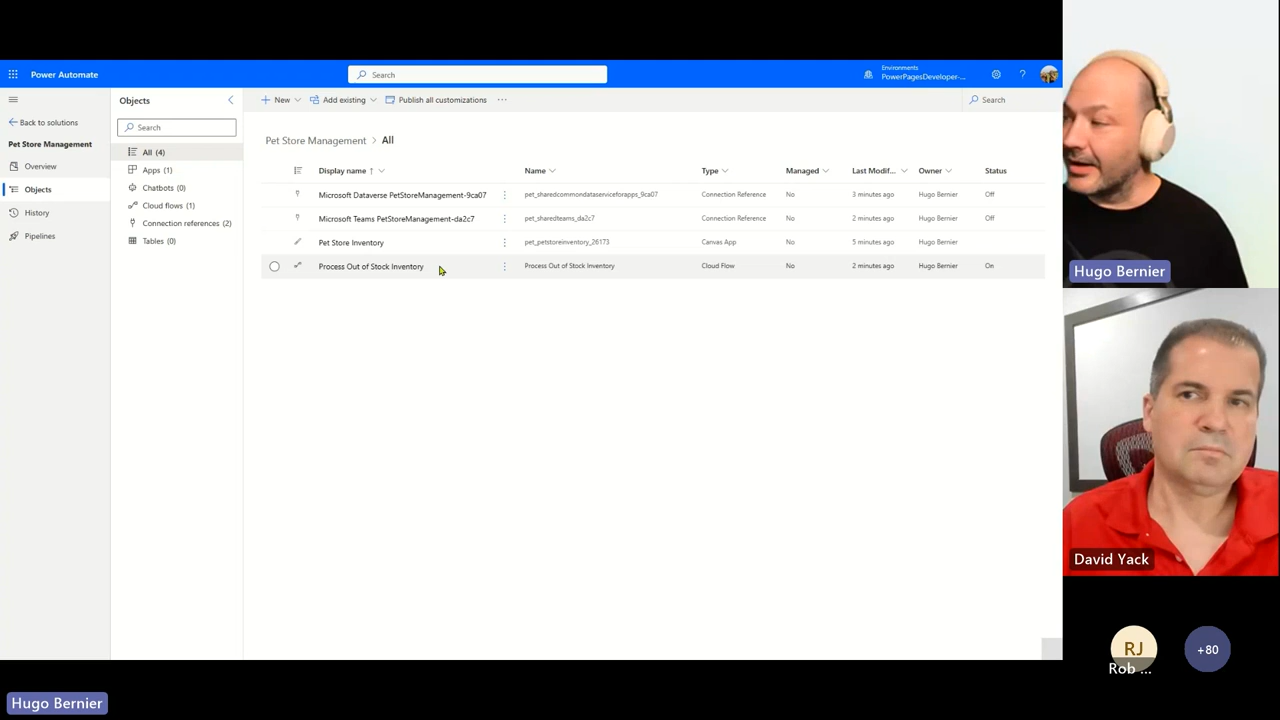 Power Automate
Search
Environments
PowerPagesDeveloper-...
?
Objects
New
Add existing
Publish all customizations
...
Search
Back to solutions
Search
Pet Store Management
Pet Store Management > All
All (4)
Overview
Apps (1)
Display name ↑
Name
Type
Managed
Last Modif...
Owner
Status
Objects
Chatbots (0)
Microsoft Dataverse PetStoreManagement-9ca07
pet_sharedcommondataserviceforapps_9ca07
Connection Reference
No
3 minutes ago
Hugo Bernier
Off
History
Cloud flows (1)
Microsoft Teams PetStoreManagement-da2c7
pet_sharedteams_da2c7
Connection Reference
No
2 minutes ago
Hugo Bernier
Off
Pipelines
Connection references (2)
Pet Store Inventory
pet_petstoreinventory_26173
Canvas App
No
5 minutes ago
Hugo Bernier
Tables (0)
Process Out of Stock Inventory
Process Out of Stock Inventory
Cloud Flow
No
2 minutes ago
Hugo Bernier
On
Hugo Bernier
David Yack
RJ
Rob ...
+80
Hugo Bernier